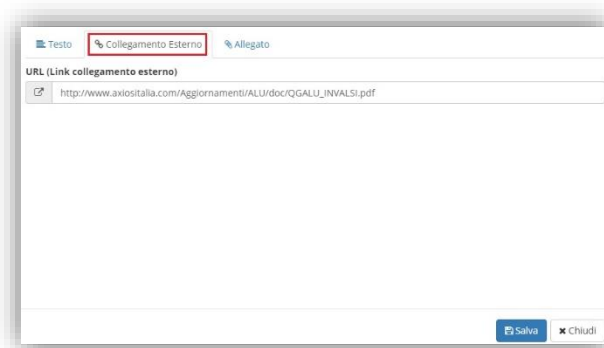 Testo Collegamento Esterno Allegato
URL (Link collegamento esterno)
http://www.axiositalia.com/Aggiornamenti/ALU/doc/QGALU_INVALSI.pdf
Salva Chiudi